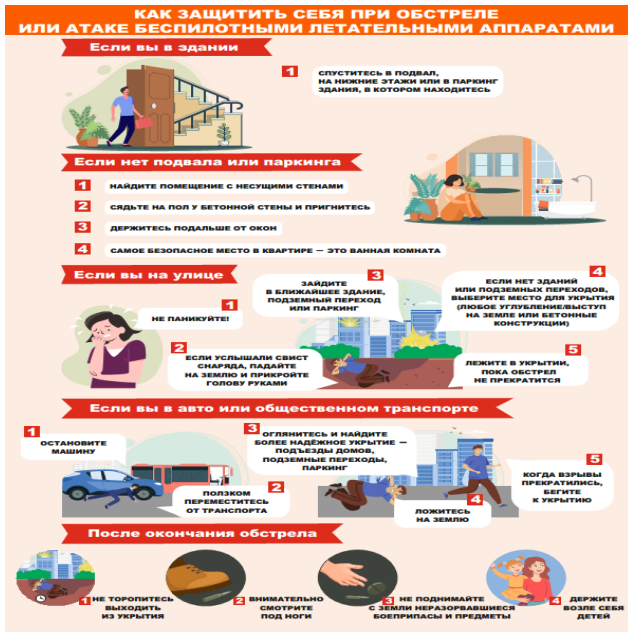 КАК ЗАЩИТИТЬ СЕБЯ ПРИ ОБСТРЕЛЕ
ИЛИ АТАКЕ БЕСПИЛОТНЫМИ ЛЕТАТЕЛЬНЫМИ АППАРАТАМИ
Если вы в здании
1
СПУСТИТЕСЬ В ПОДВАЛ,
НА НИЖНИЕ ЭТАЖИ ИЛИ В ПАРКИНГ
ЗДАНИЯ, В КОТОРОМ НАХОДИТЕСЬ
Если нет подвала или паркинга
1 НАЙДИТЕ ПОМЕЩЕНИЕ С НЕСУЩИМИ СТЕНАМИ
2 СЯДЬТЕ НА ПОЛ У БЕТОННОЙ СТЕНЫ И ПРИГНИТЕСЬ
3 ДЕРЖИТЕСЬ ПОДАЛЬШЕ ОТ ОКОН
4 САМОЕ БЕЗОПАСНОЕ МЕСТО В КВАРТИРЕ — ЭТО ВАННАЯ КОМНАТА
Если вы на улице
1
НЕ ПАНИКУЙТЕ!
2
ЕСЛИ УСЛЫШАЛИ СВИСТ
СНАРЯДА, ПАДАЙТЕ
НА ЗЕМЛЮ И ПРИКРОЙТЕ
ГОЛОВУ РУКАМИ
3
ЗАЙДИТЕ
В БЛИЖАЙШЕЕ ЗДАНИЕ,
ПОДЗЕМНЫЙ ПЕРЕХОД
ИЛИ ПАРКИНГ
4
ЕСЛИ НЕТ ЗДАНИЙ
ИЛИ ПОДЗЕМНЫХ ПЕРЕХОДОВ,
ВЫБЕРИТЕ МЕСТО ДЛЯ УКРЫТИЯ
(ЛЮБОЕ УГЛУБЛЕНИЕ/ВЫСТУП
НА ЗЕМЛЕ ИЛИ БЕТОННЫЕ
КОНСТРУКЦИИ)
5
ЛЕЖИТЕ В УКРЫТИИ,
ПОКА ОБСТРЕЛ
НЕ ПРЕКРАТИТСЯ
Если вы в авто или общественном транспорте
1
ОСТАНОВИТЕ
МАШИНУ
2
ПОЛЗКОМ
ПЕРЕМЕСТИТЕСЬ
ОТ ТРАНСПОРТА
3
ОГЛЯНИТЕСЬ И НАЙДИТЕ
БОЛЕЕ НАДЁЖНОЕ УКРЫТИЕ —
ПОДЪЕЗДЫ ДОМОВ,
ПОДЗЕМНЫЕ ПЕРЕХОДЫ,
ПАРКИНГ
4
ЛОЖИТЕСЬ
НА ЗЕМЛЮ
5
КОГДА ВЗРЫВЫ
ПРЕКРАТИЛИСЬ,
БЕГИТЕ
К УКРЫТИЮ
После окончания обстрела
1 НЕ ТОРОПИТЕСЬ
ВЫХОДИТЬ
ИЗ УКРЫТИЯ
2 ВНИМАТЕЛЬНО
СМОТРИТЕ
ПОД НОГИ
3 НЕ ПОДНИМАЙТЕ
С ЗЕМЛИ НЕРАЗОРВАВШИЕСЯ
БОЕПРИПАСЫ И ПРЕДМЕТЫ
4 ДЕРЖИТЕ
ВОЗЛЕ СЕБЯ
ДЕТЕЙ